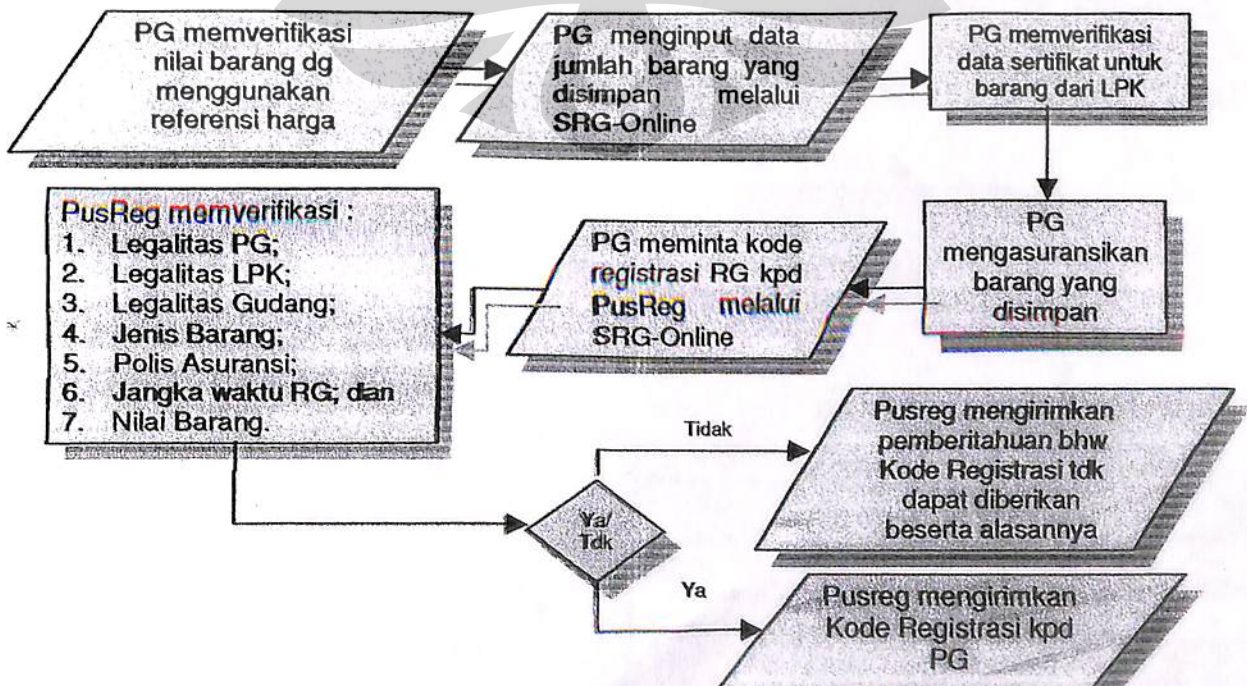 PG memverifikasi
nilai barang dg
menggunakan
referensi harga
PG menginput data
jumlah barang yang
disimpan melalui
SRG-Online
PG memverifikasi
data sertifikat untuk
barang dari LPK
PG
mengasuransikan
barang yang
disimpan
PG meminta kode
registrasi RG kpd
PusReg melalui
SRG-Online
PusReg memverifikasi :
1. Legalitas PG;
2. Legalitas LPK;
3. Legalitas Gudang;
4. Jenis Barang;
5. Polis Asuransi;
6. Jangka waktu RG; dan
7. Nilai Barang.
Ya/
Tdk
Tidak
Pusreg mengirimkan
pemberitahuan bhw
Kode Registrasi tdk
dapat diberikan
beserta alasannya
Ya
Pusreg mengirimkan
Kode Registrasi kpd
PG